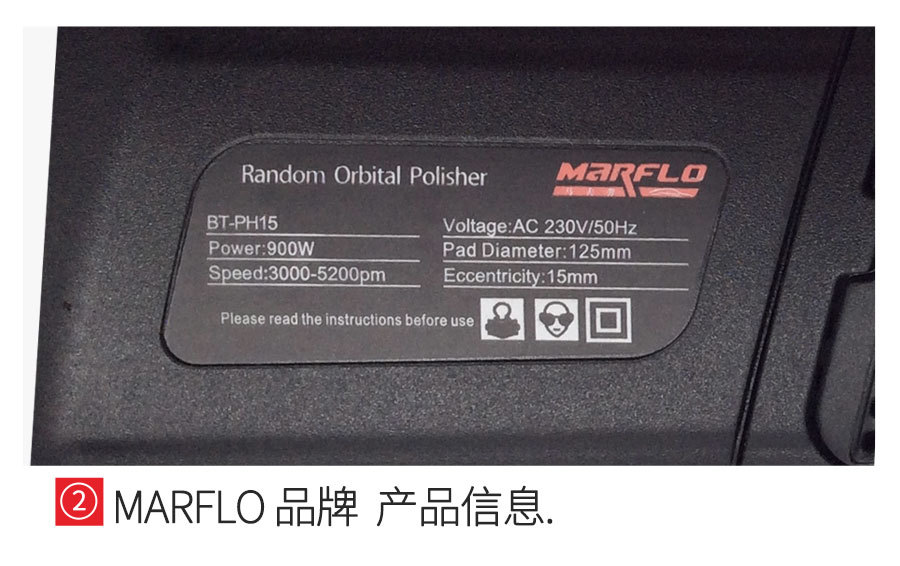 Random Orbital Polisher
MARFLO
BT-PH15
Power:900W
Speed:3000-5200pm
Voltage:AC 230V/50Hz
Pad Diameter:125mm
Eccentricity:15mm
Please read the instructions before use
② MARFLO 品牌 产品信息.